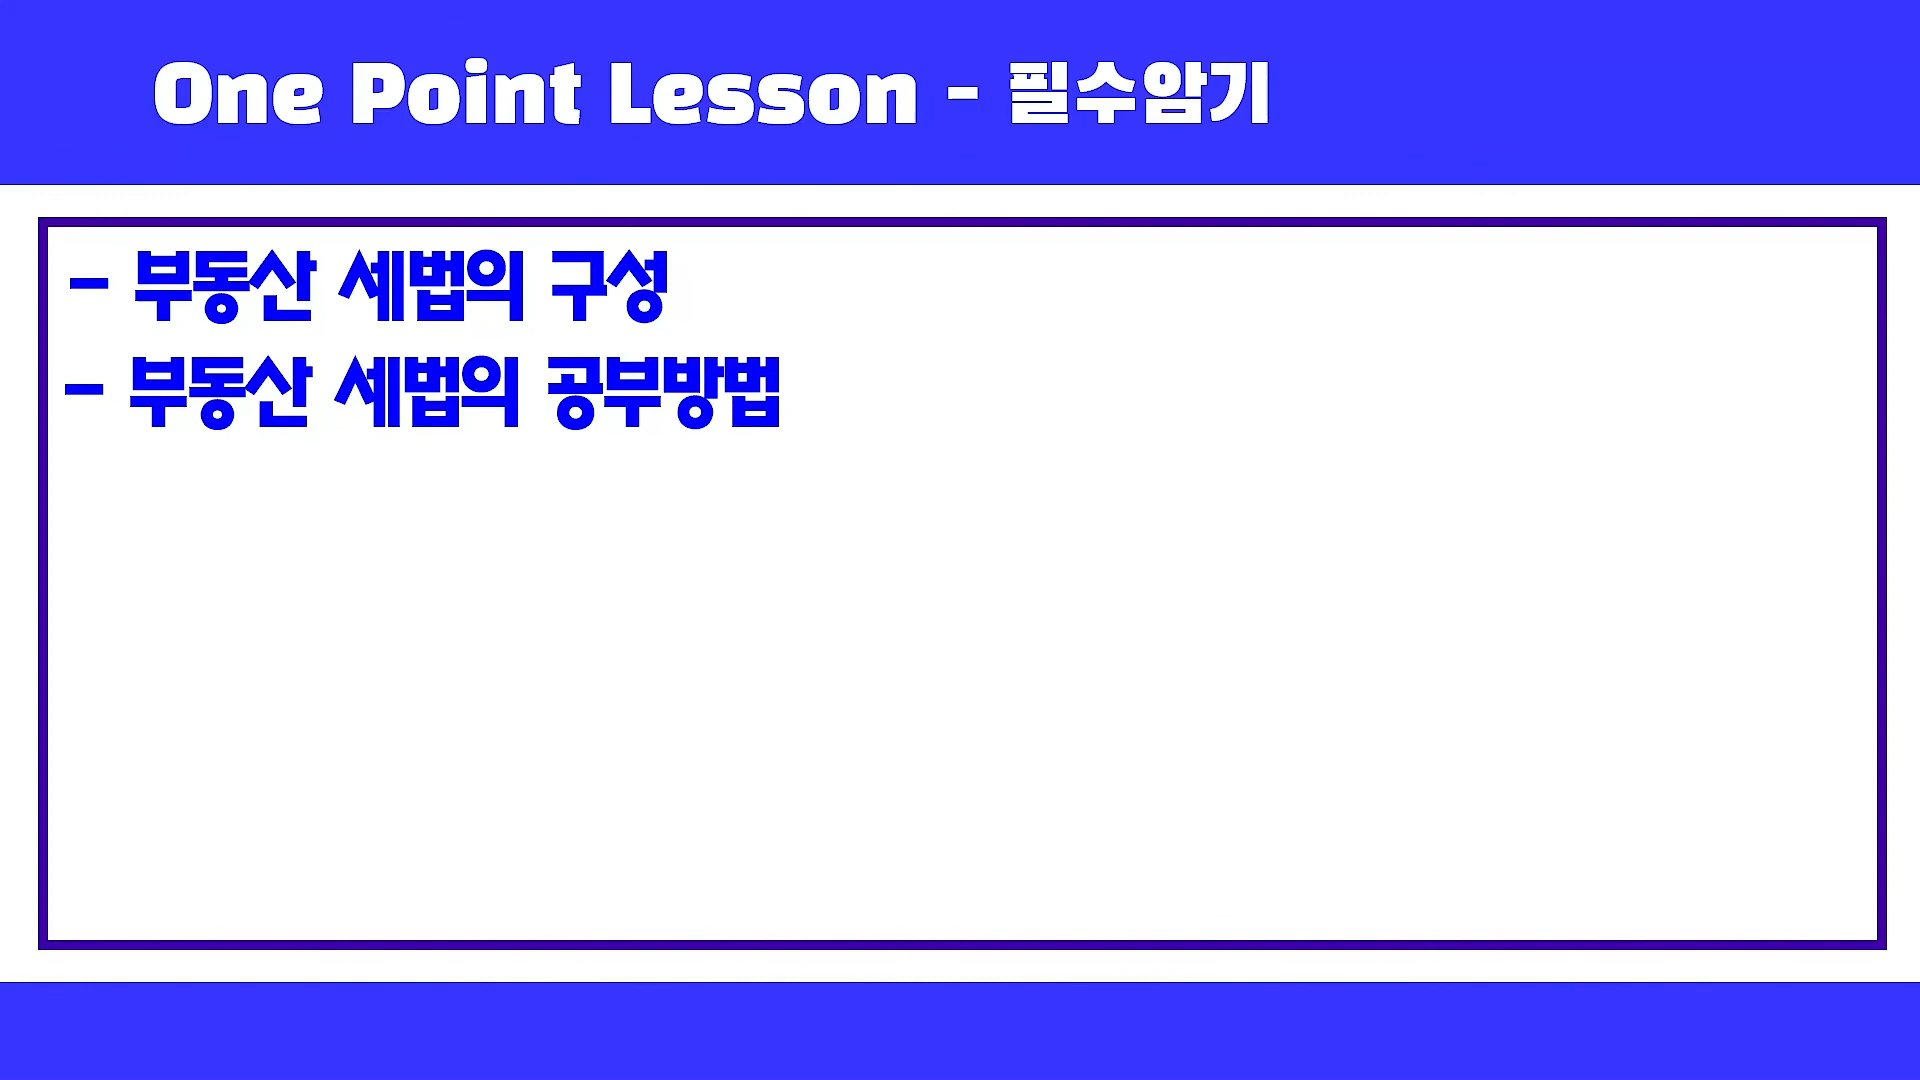 One Point Lesson - 필수암기
- 부동산 세법의 구성
- 부동산 세법의 공부방법